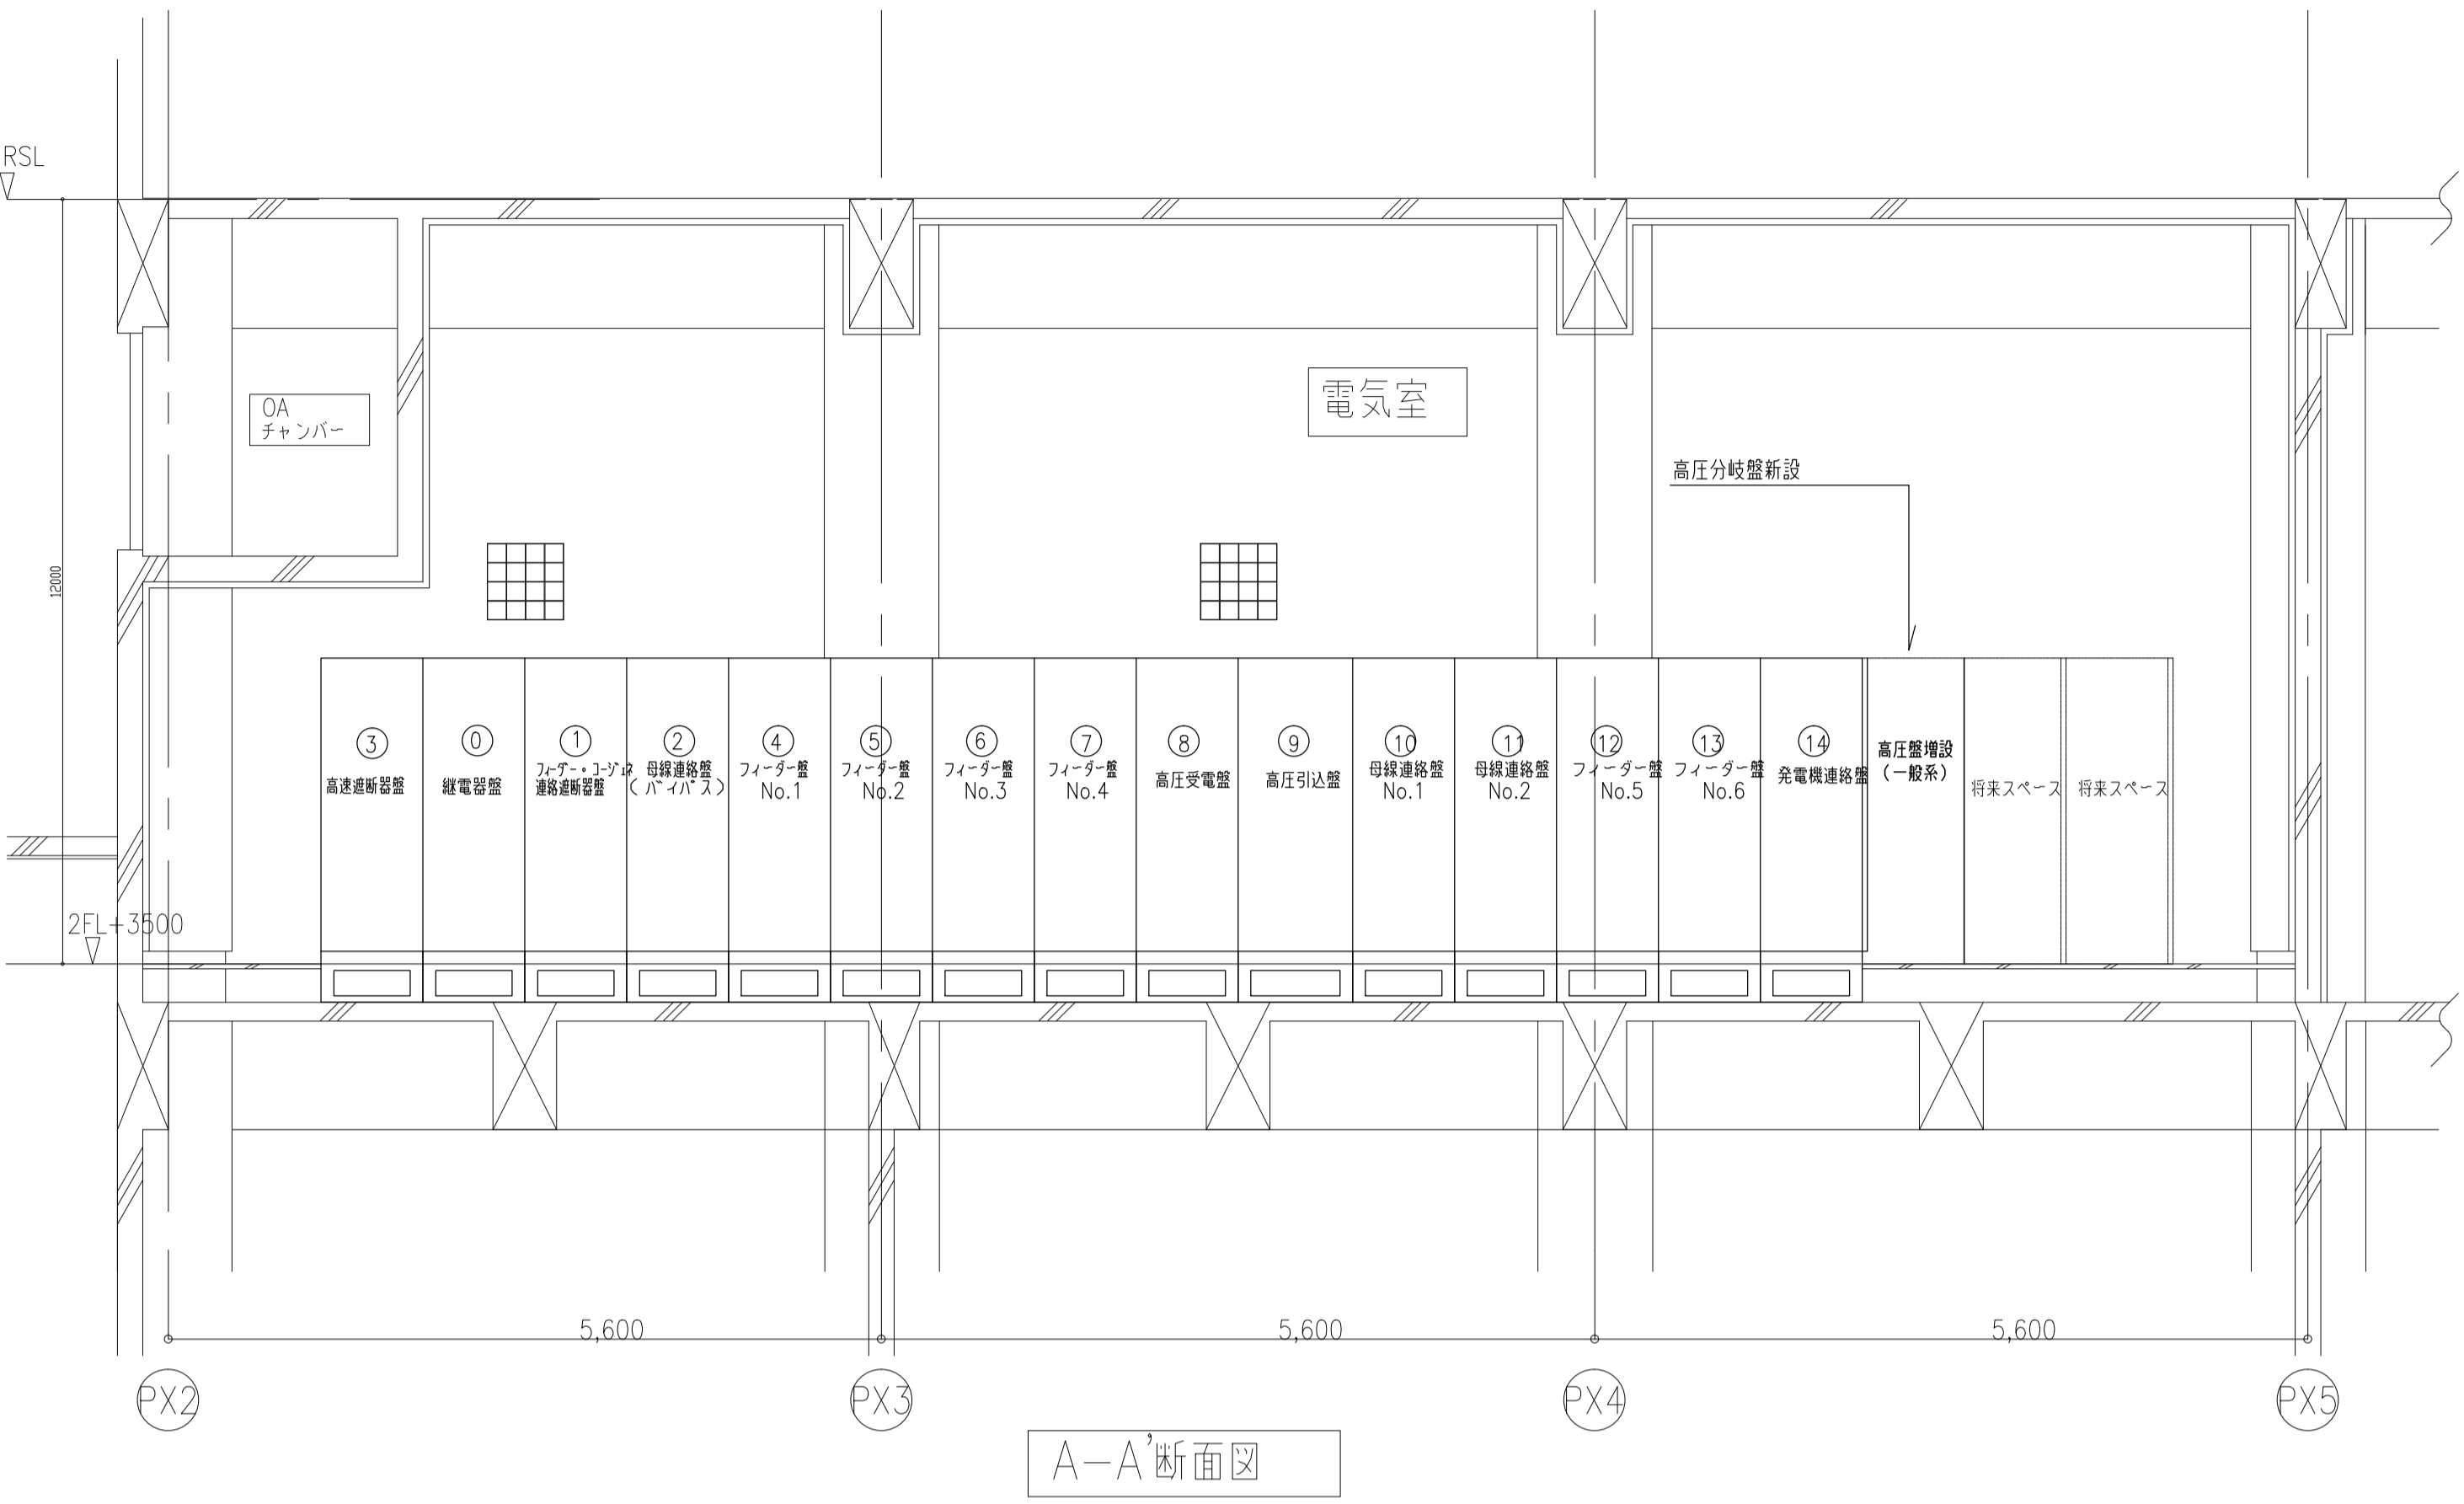 RSL
OA
チャンバー
電気室
高圧分岐盤新設
12000
3
高速遮断器盤
0
継電器盤
1
フィーダー・コージェネ
連絡遮断器盤
2
母線連絡盤
(バイパス)
4
フィーダー盤
No.1
5
フィーダー盤
No.2
6
フィーダー盤
No.3
7
フィーダー盤
No.4
8
高圧受電盤
9
高圧引込盤
10
母線連絡盤
No.1
11
母線連絡盤
No.2
12
フィーダー盤
No.5
13
フィーダー盤
No.6
14
発電機連絡盤
高圧盤増設
(一般系)
将来スペース
将来スペース
2FL+3500
5,600
5,600
5,600
PX2
PX3
PX4
PX5
A-A'断面図